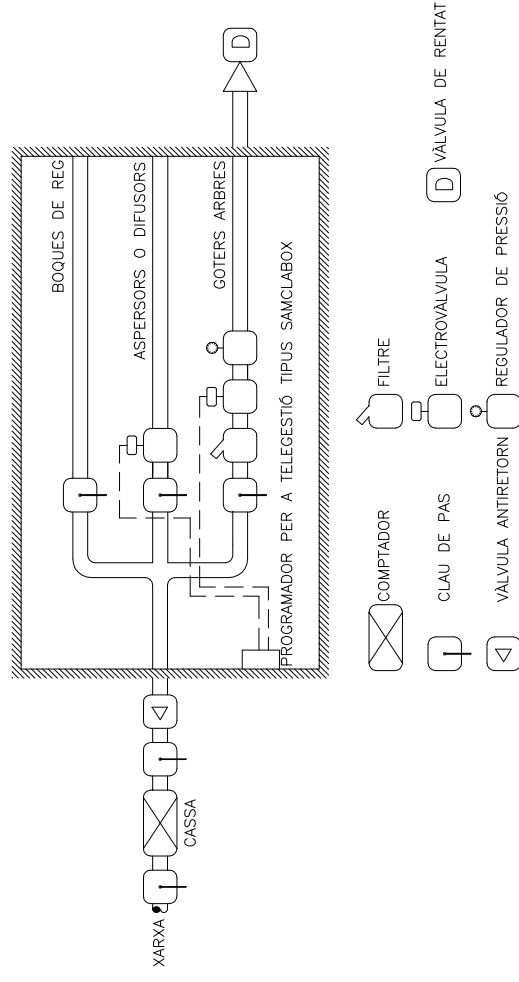 BOQUES DE REG
ASPERSORS O DIFUSORS
GOTERS ARBRES
D
PROGRAMADOR PER A TELEGESTIÓ TIPUS SAMCLABOX
XARXA
CASSA
COMPTADOR
FILTRE
CLAU DE PAS
ELECTROVÀLVULA
D
VÀLVULA DE RENTAT
VÀLVULA ANTIRETORN
REGULADOR DE PRESSIÓ